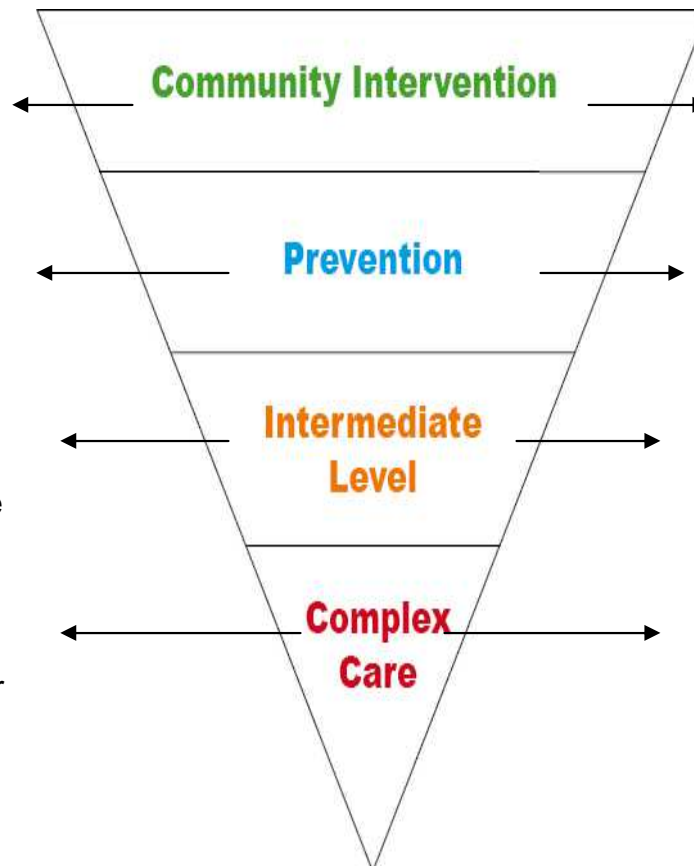 Community Intervention
Prevention
Intermediate
Level
e
Complex
Care
r